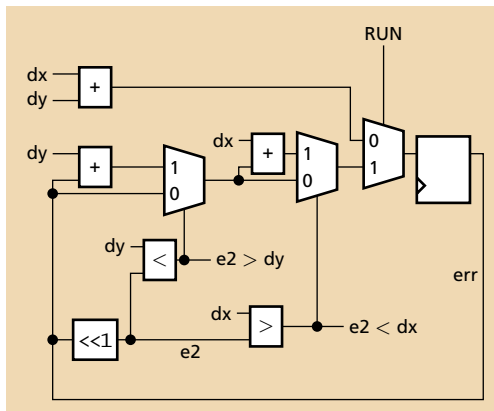 RUN
dx
dy
+
0
1
dy
+
1
0
dx
+
1
0
dy
<
e2 > dy
err
dx
>
e2 < dx
<<1
e2